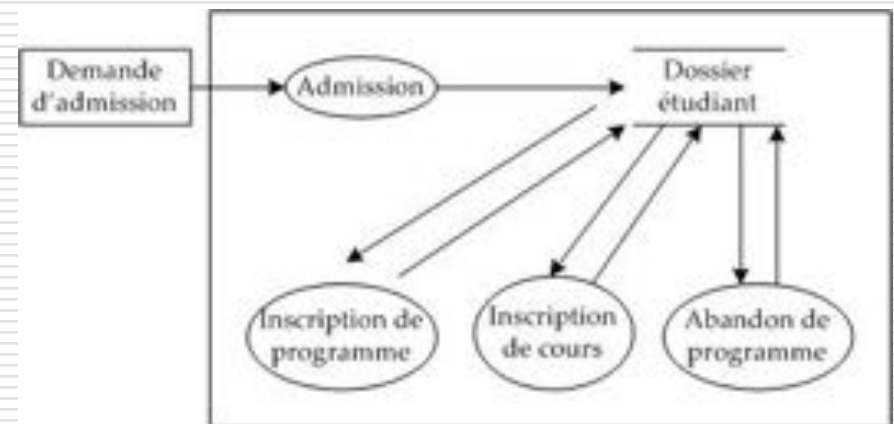 Demande
d'admission
Admission
Dossier
étudiant
Inscription de
programme
Inscription
de cours
Abandon de
programme